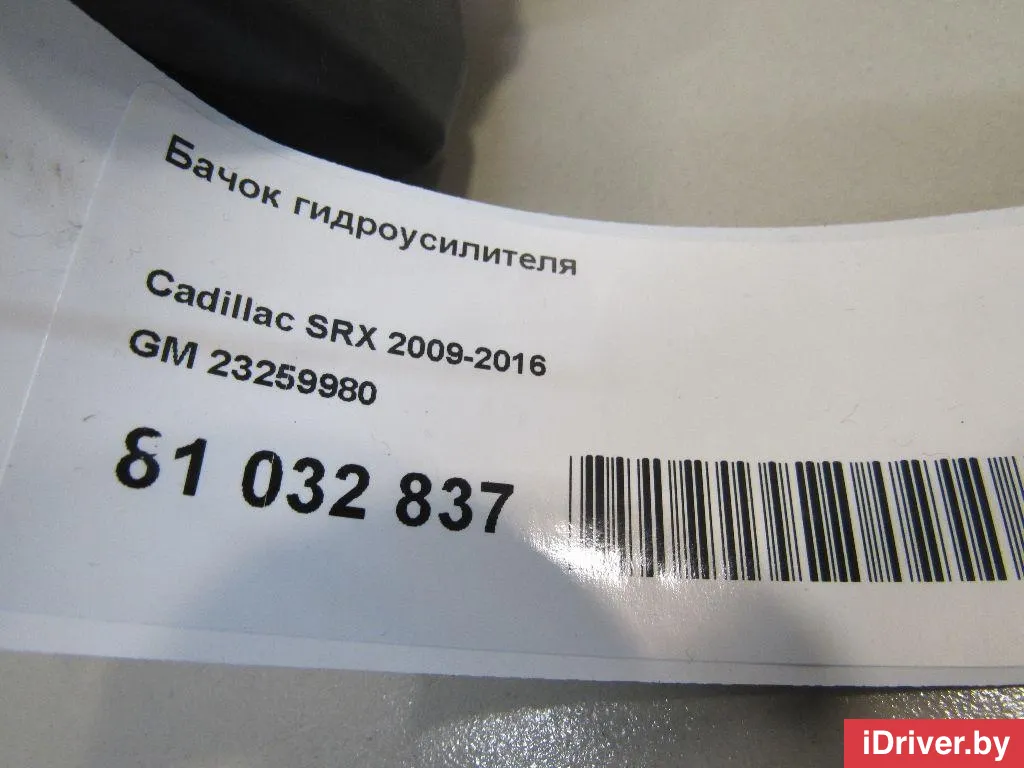 Бачок гидроусилителя
Cadillac SRX 2009-2016
GM 23259980
81 032 837
iDriver.by